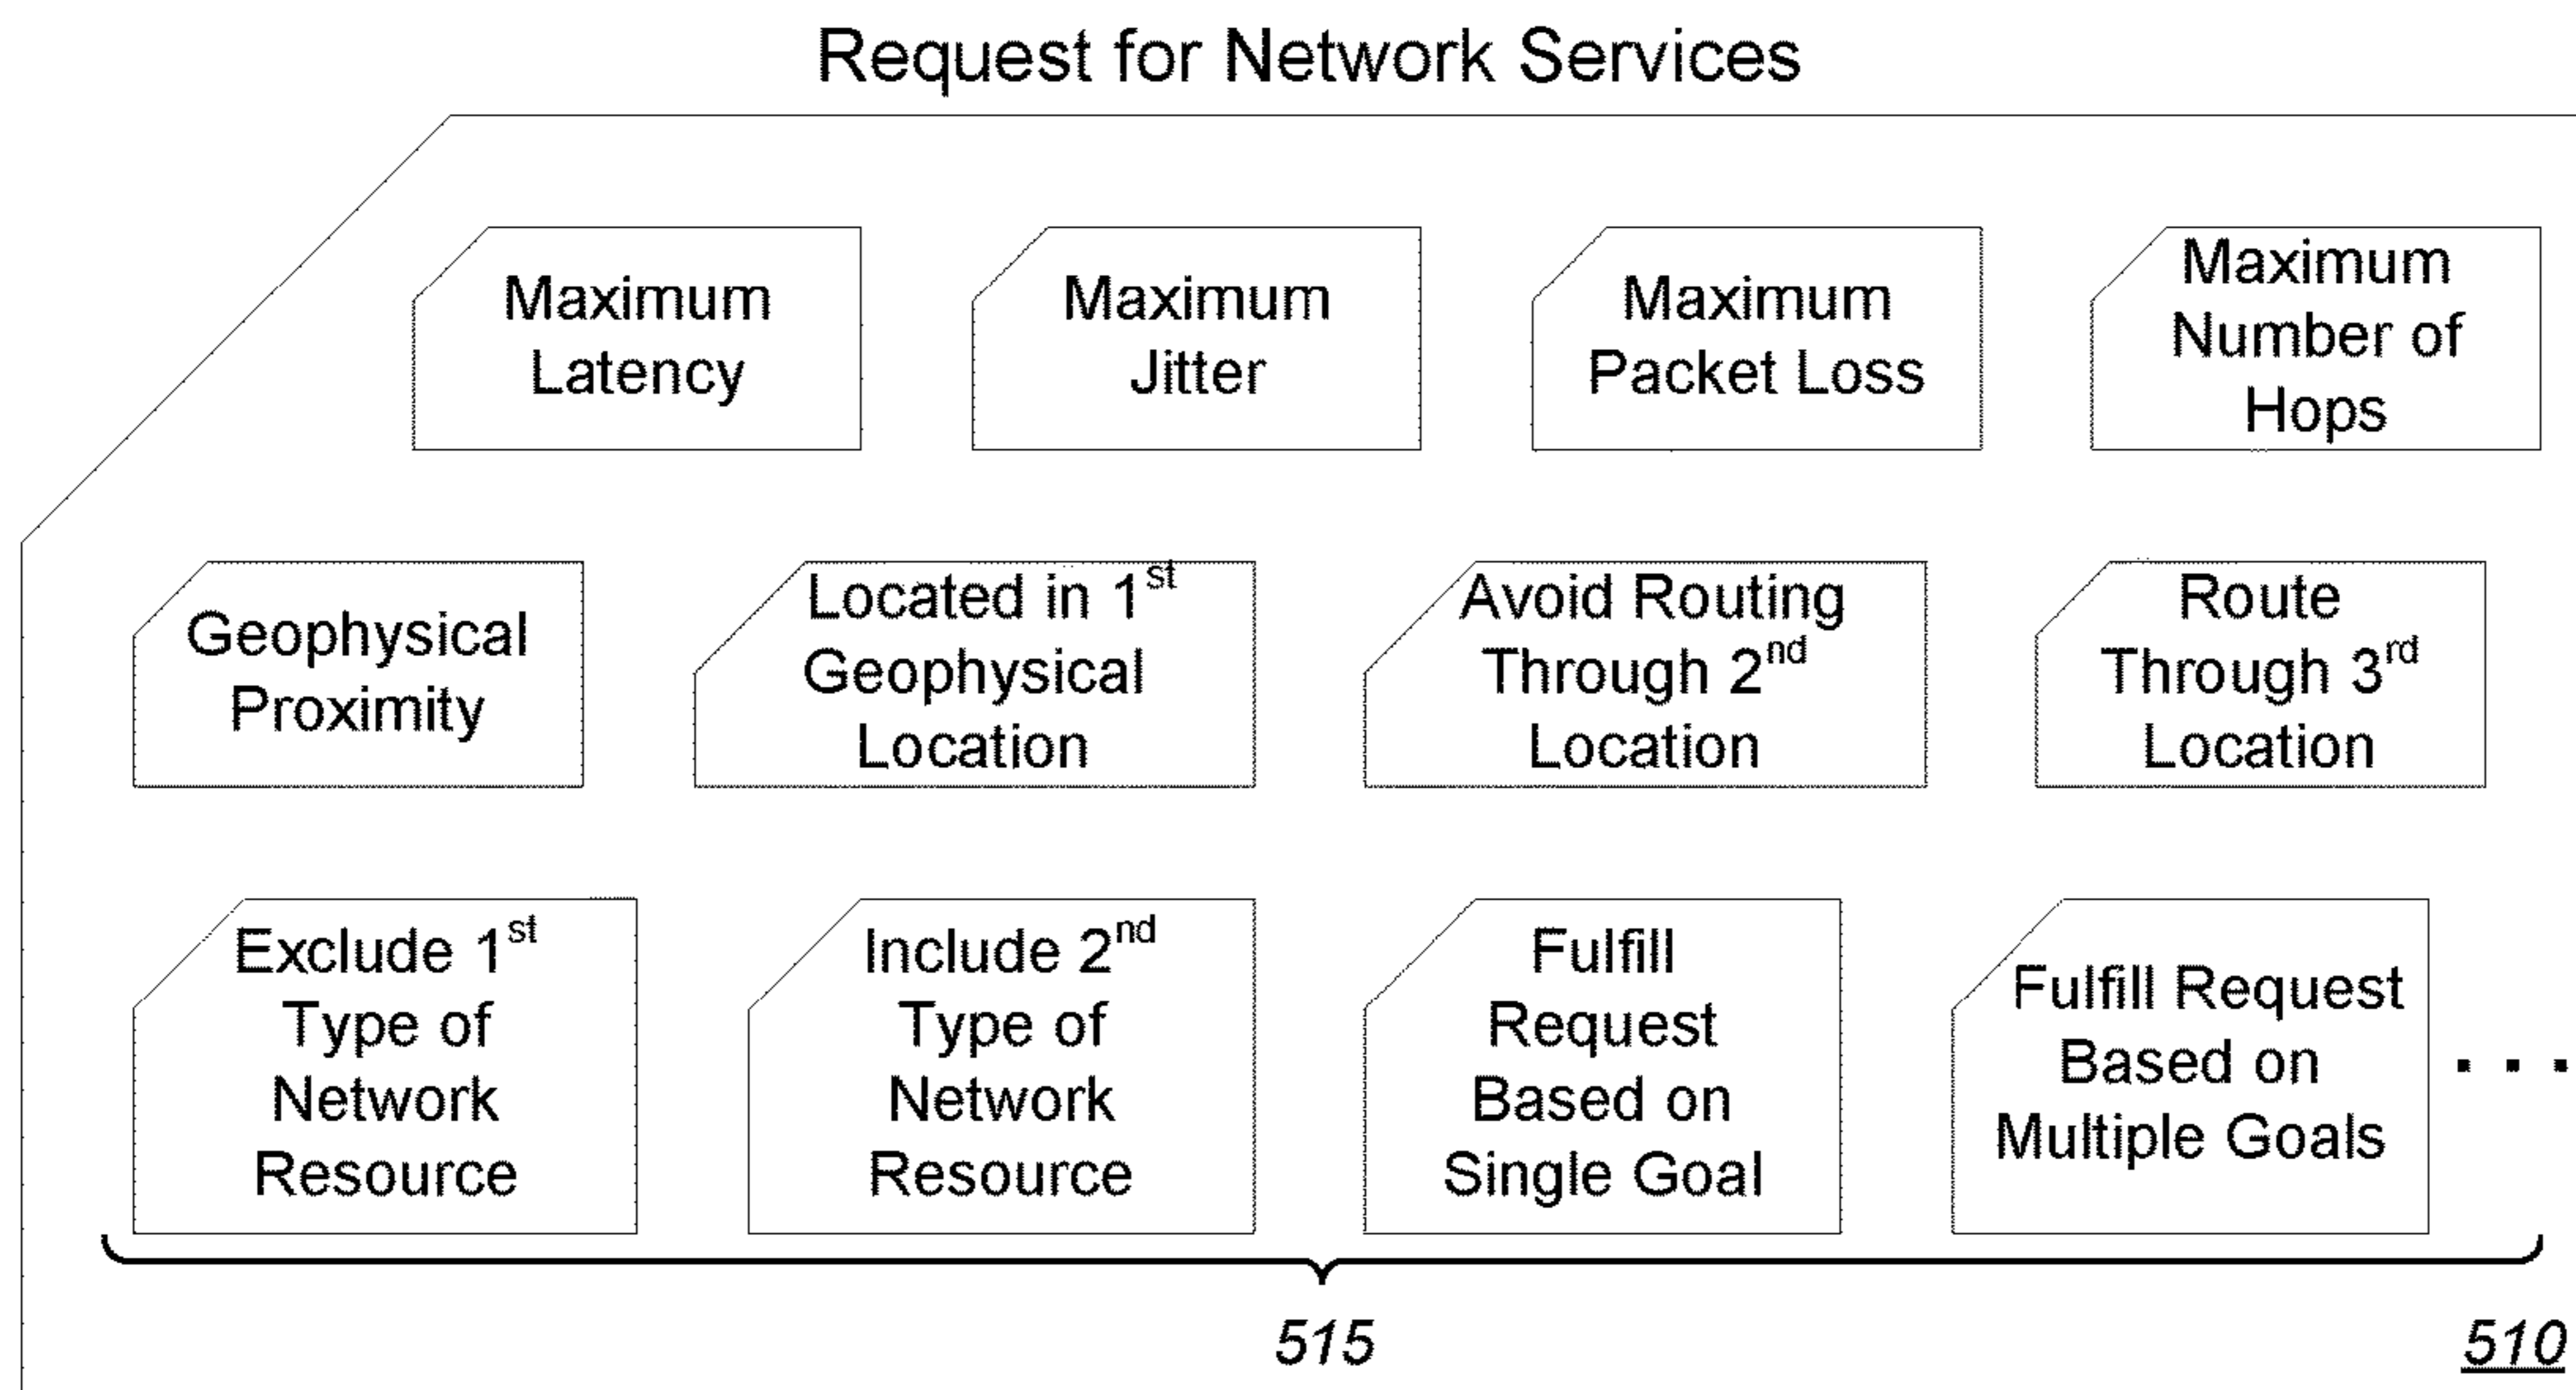 Request for Network Services
Maximum
Latency
Maximum
Jitter
Maximum
Packet Loss
Maximum
Number of
Hops
Geophysical
Proximity
Located in 1st
Geophysical
Location
Avoid Routing
Through 2nd
Location
Route
Through 3rd
Location
Exclude 1st
Type of
Network
Resource
Include 2nd
Type of
Network
Resource
Fulfill
Request
Based on
Single Goal
Fulfill Request
Based on
Multiple Goals
. . .
515
510